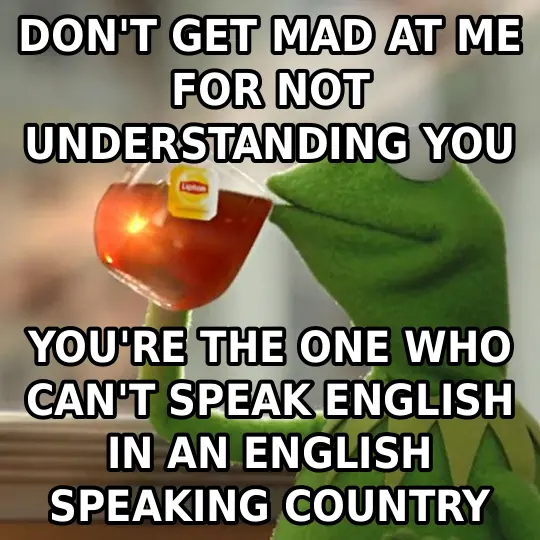 DON'T GET MAD AT ME
FOR NOT
UNDERSTANDING YOU
Lipton
YOU'RE THE ONE WHO
CAN'T SPEAK ENGLISH
IN AN ENGLISH
SPEAKING COUNTRY